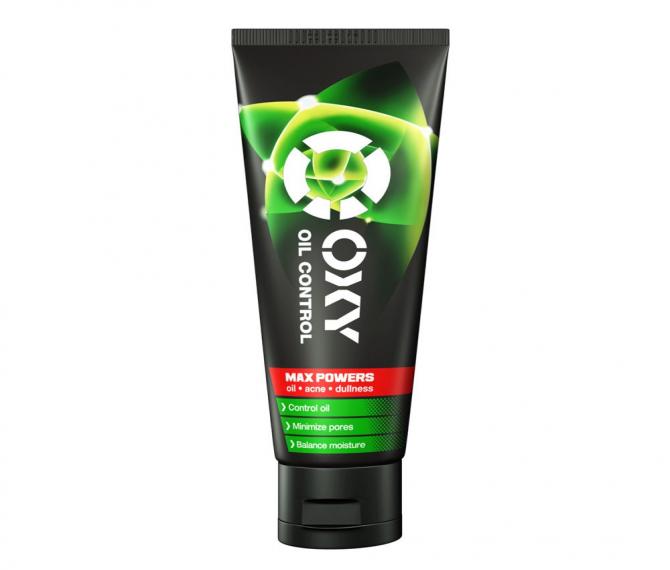 OXY
OIL CONTROL
MAX POWERS
oil • acne • dullness
❯ Control oil
❯ Minimize pores
❯ Balance moisture